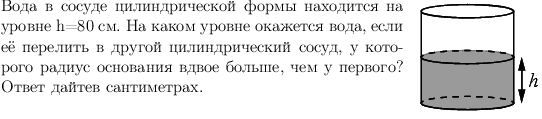 Вода в сосуде цилиндрической формы находится на
уровне h=80 см. На каком уровне окажется вода, если
её перелить в другой цилиндрический сосуд, у кото-
рого радиус основания вдвое больше, чем у первого?
Ответ дайтев сантиметрах.
h